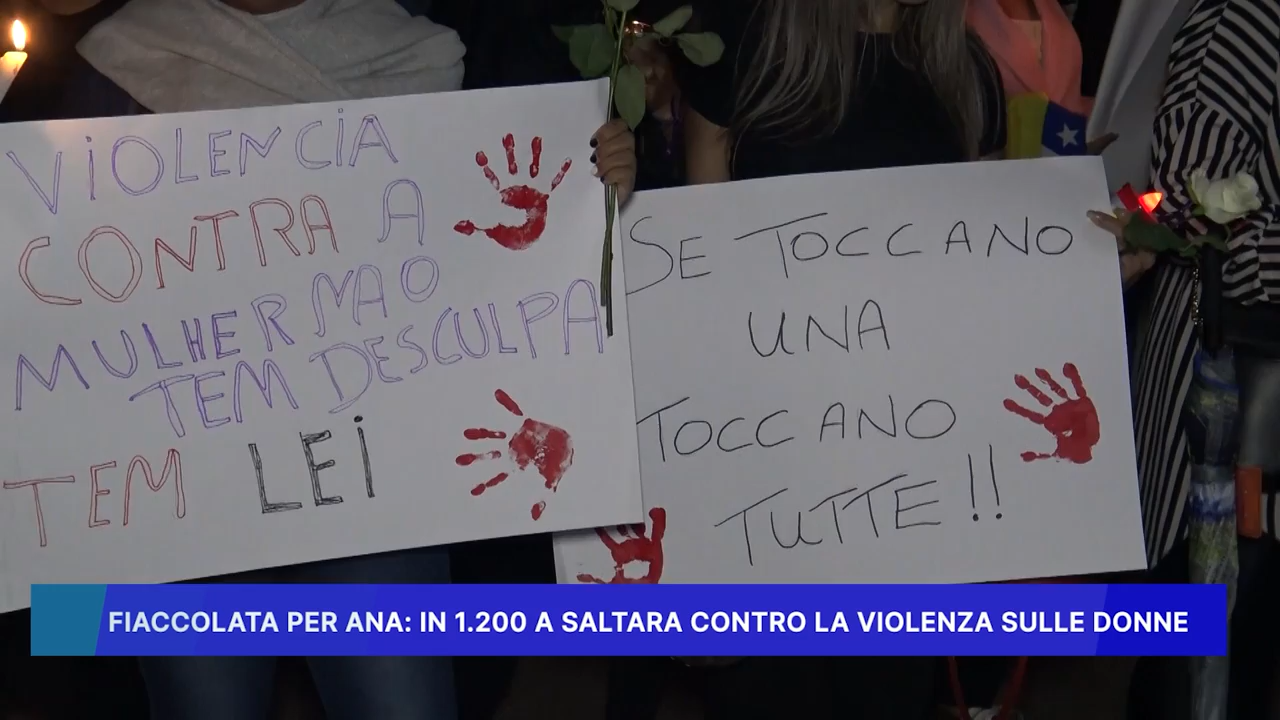 VIOLENCIA
CONTRA A
MULHER NAO
TEM DESCULPA
TEM LEI
SE TOCCANO
UNA
TOCCANO
TUTTE!!
FIACCOLATA PER ANA: IN 1.200 A SALTARA CONTRO LA VIOLENZA SULLE DONNE